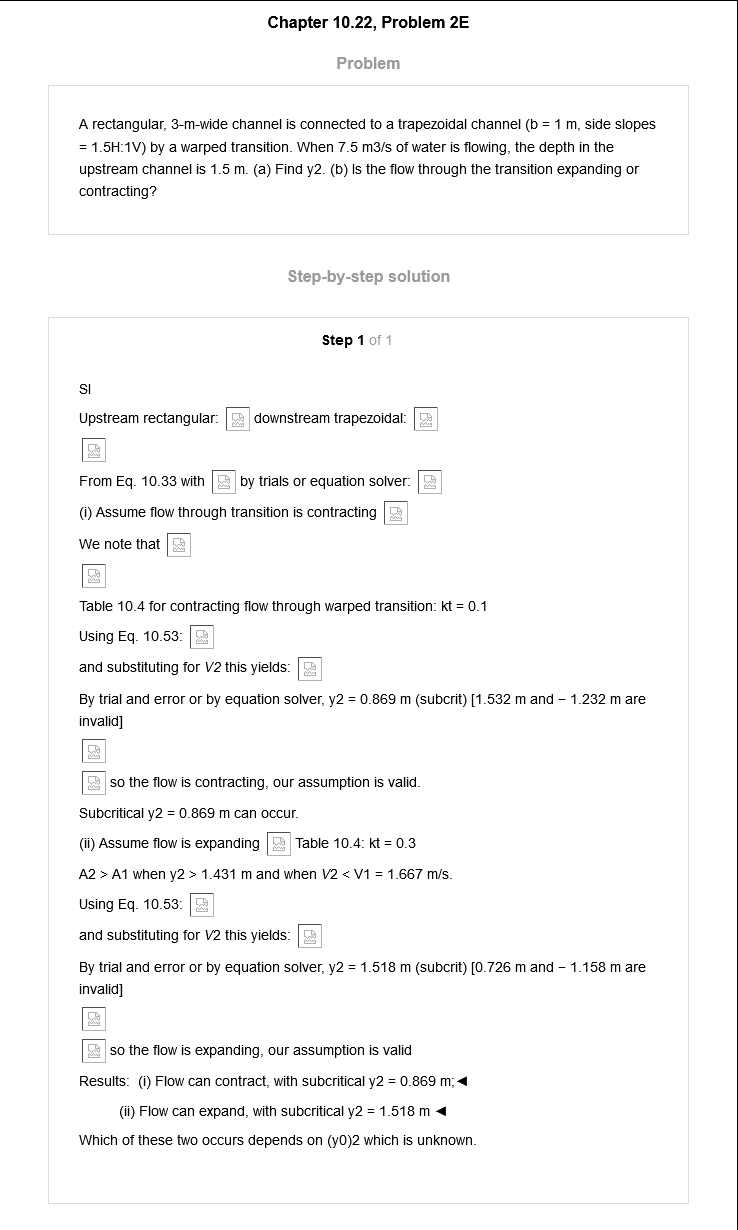 Chapter 10.22, Problem 2E
Problem
A rectangular, 3-m-wide channel is connected to a trapezoidal channel (b = 1 m, side slopes
= 1.5H:1V) by a warped transition. When 7.5 m3/s of water is flowing, the depth in the
upstream channel is 1.5 m. (a) Find y2. (b) Is the flow through the transition expanding or
contracting?
Step-by-step solution
Step 1 of 1
SI
Upstream rectangular: downstream trapezoidal:
From Eq. 10.33 with by trials or equation solver:
(i) Assume flow through transition is contracting
We note that
Table 10.4 for contracting flow through warped transition: kt = 0.1
Using Eq. 10.53:
and substituting for V2 this yields:
By trial and error or by equation solver, y2 = 0.869 m (subcrit) [1.532 m and − 1.232 m are
invalid]
so the flow is contracting, our assumption is valid.
Subcritical y2 = 0.869 m can occur.
(ii) Assume flow is expanding Table 10.4: kt = 0.3
A2 > A1 when y2 > 1.431 m and when V2 < V1 = 1.667 m/s.
Using Eq. 10.53:
and substituting for V2 this yields:
By trial and error or by equation solver, y2 = 1.518 m (subcrit) [0.726 m and − 1.158 m are
invalid]
so the flow is expanding, our assumption is valid
Results: (i) Flow can contract, with subcritical y2 = 0.869 m;◄
(ii) Flow can expand, with subcritical y2 = 1.518 m ◄
Which of these two occurs depends on (y0)2 which is unknown.